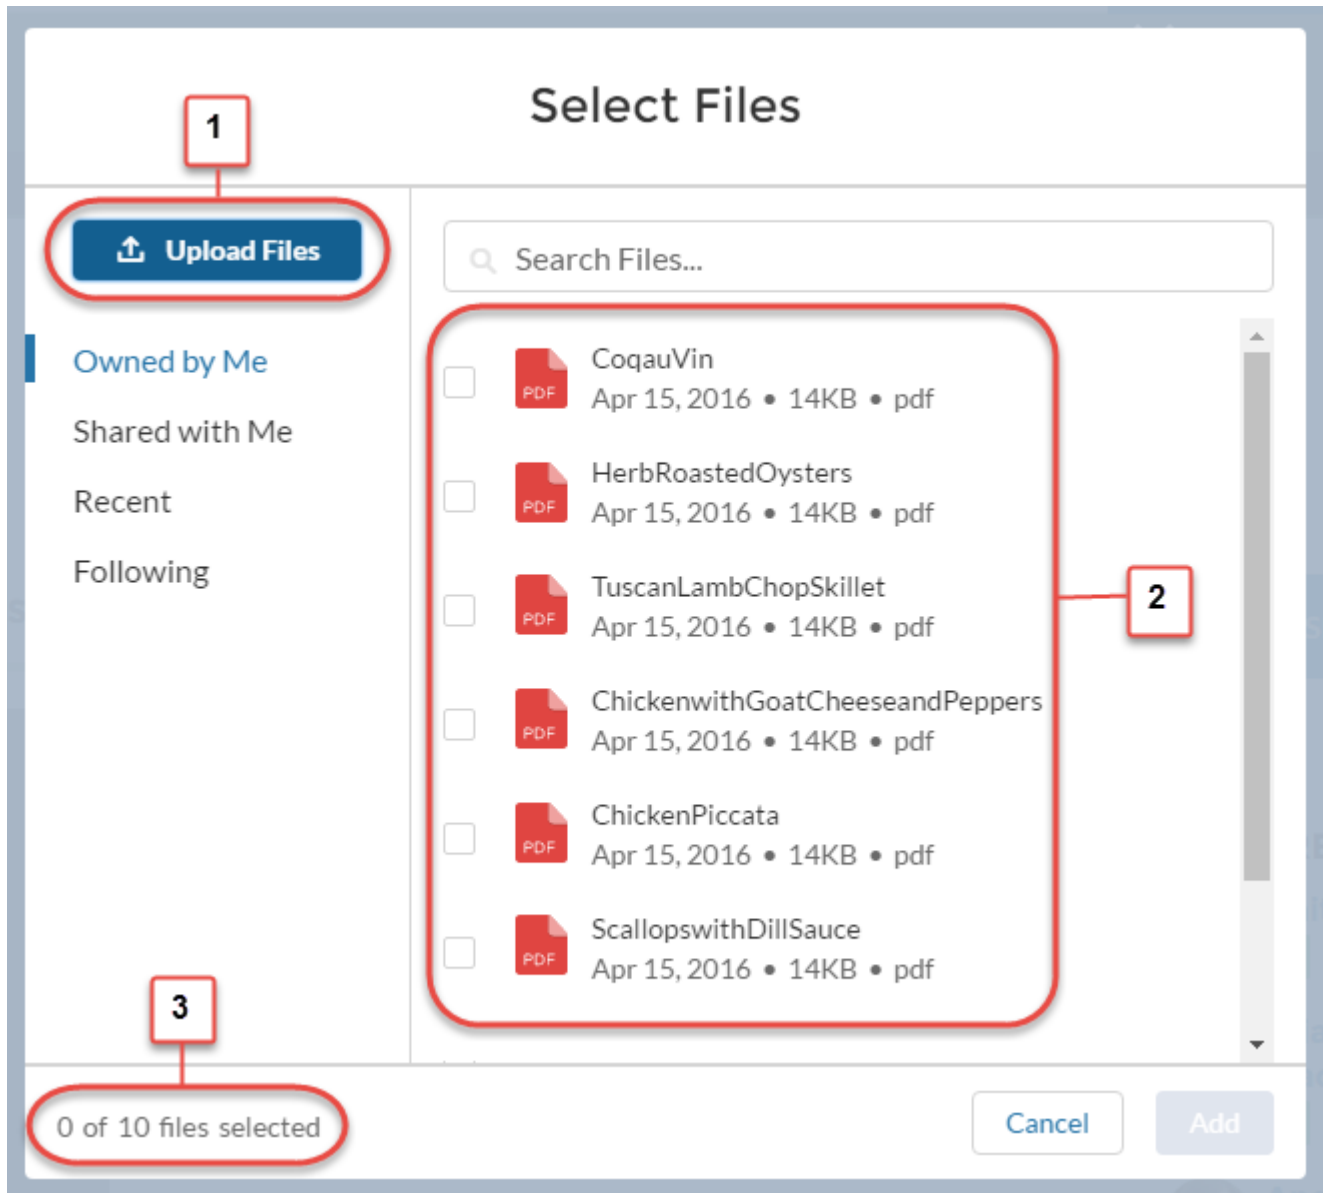 Select Files
1
Upload Files
Search Files...
Owned by Me
Shared with Me
Recent
Following
CoqauVin
Apr 15, 2016 • 14KB • pdf
HerbRoastedOysters
Apr 15, 2016 • 14KB • pdf
TuscanLambChopSkillet
Apr 15, 2016 • 14KB • pdf
ChickenwithGoatCheeseandPeppers
Apr 15, 2016 • 14KB • pdf
ChickenPiccata
Apr 15, 2016 • 14KB • pdf
ScallopswithDillSauce
Apr 15, 2016 • 14KB • pdf
PDF
PDF
PDF
PDF
PDF
PDF
2
3
0 of 10 files selected
Cancel
Add